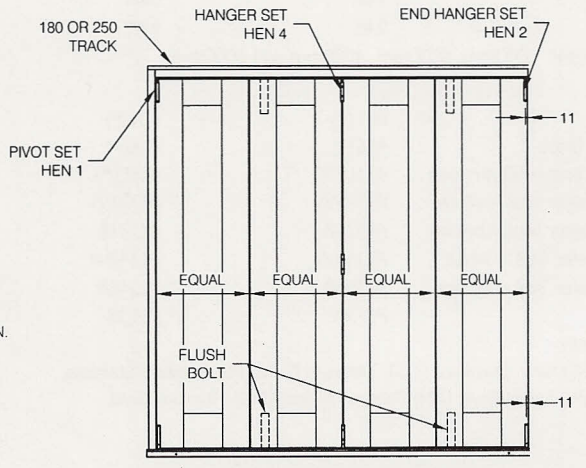 180 OR 250
TRACK
HANGER SET
HEN 4
END HANGER SET
HEN 2
11
PIVOT SET
HEN 1
EQUAL
EQUAL
EQUAL
EQUAL
N.
FLUSH
BOLT
11